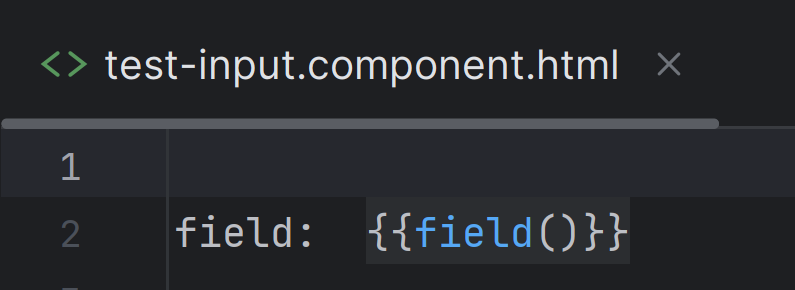 <> test-input.component.html ×
1
2 field:  {{field()}}